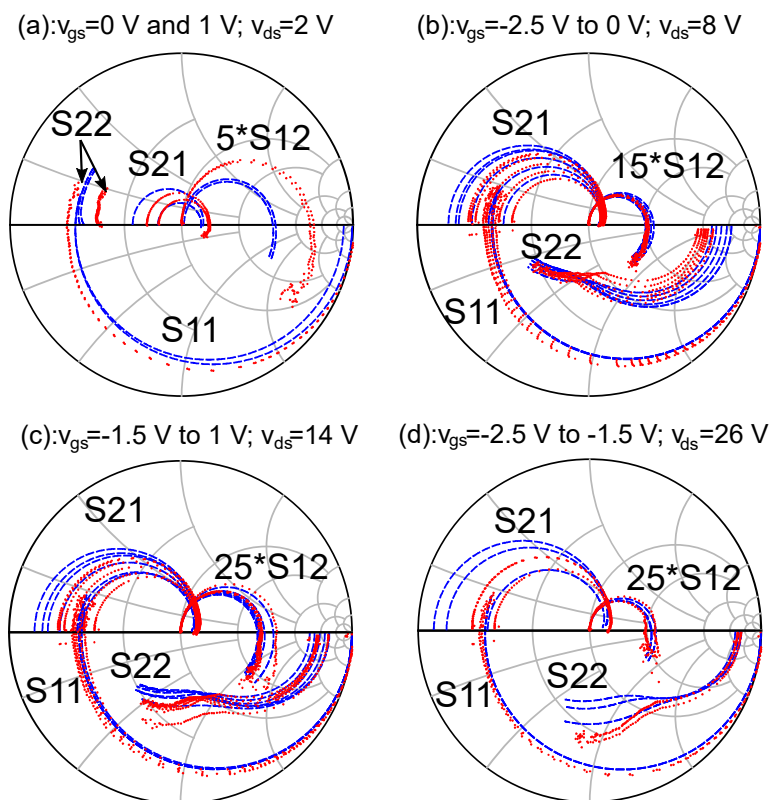 (a):vgs=0 V and 1 V; vds=2 V
S22
S21
5*S12
S11
(b):vgs=-2.5 V to 0 V; vds=8 V
S21
15*S12
S22
S11
(c):vgs=-1.5 V to 1 V; vds=14 V
S21
25*S12
S22
S11
(d):vgs=-2.5 V to -1.5 V; vds=26 V
S21
25*S12
S22
S11